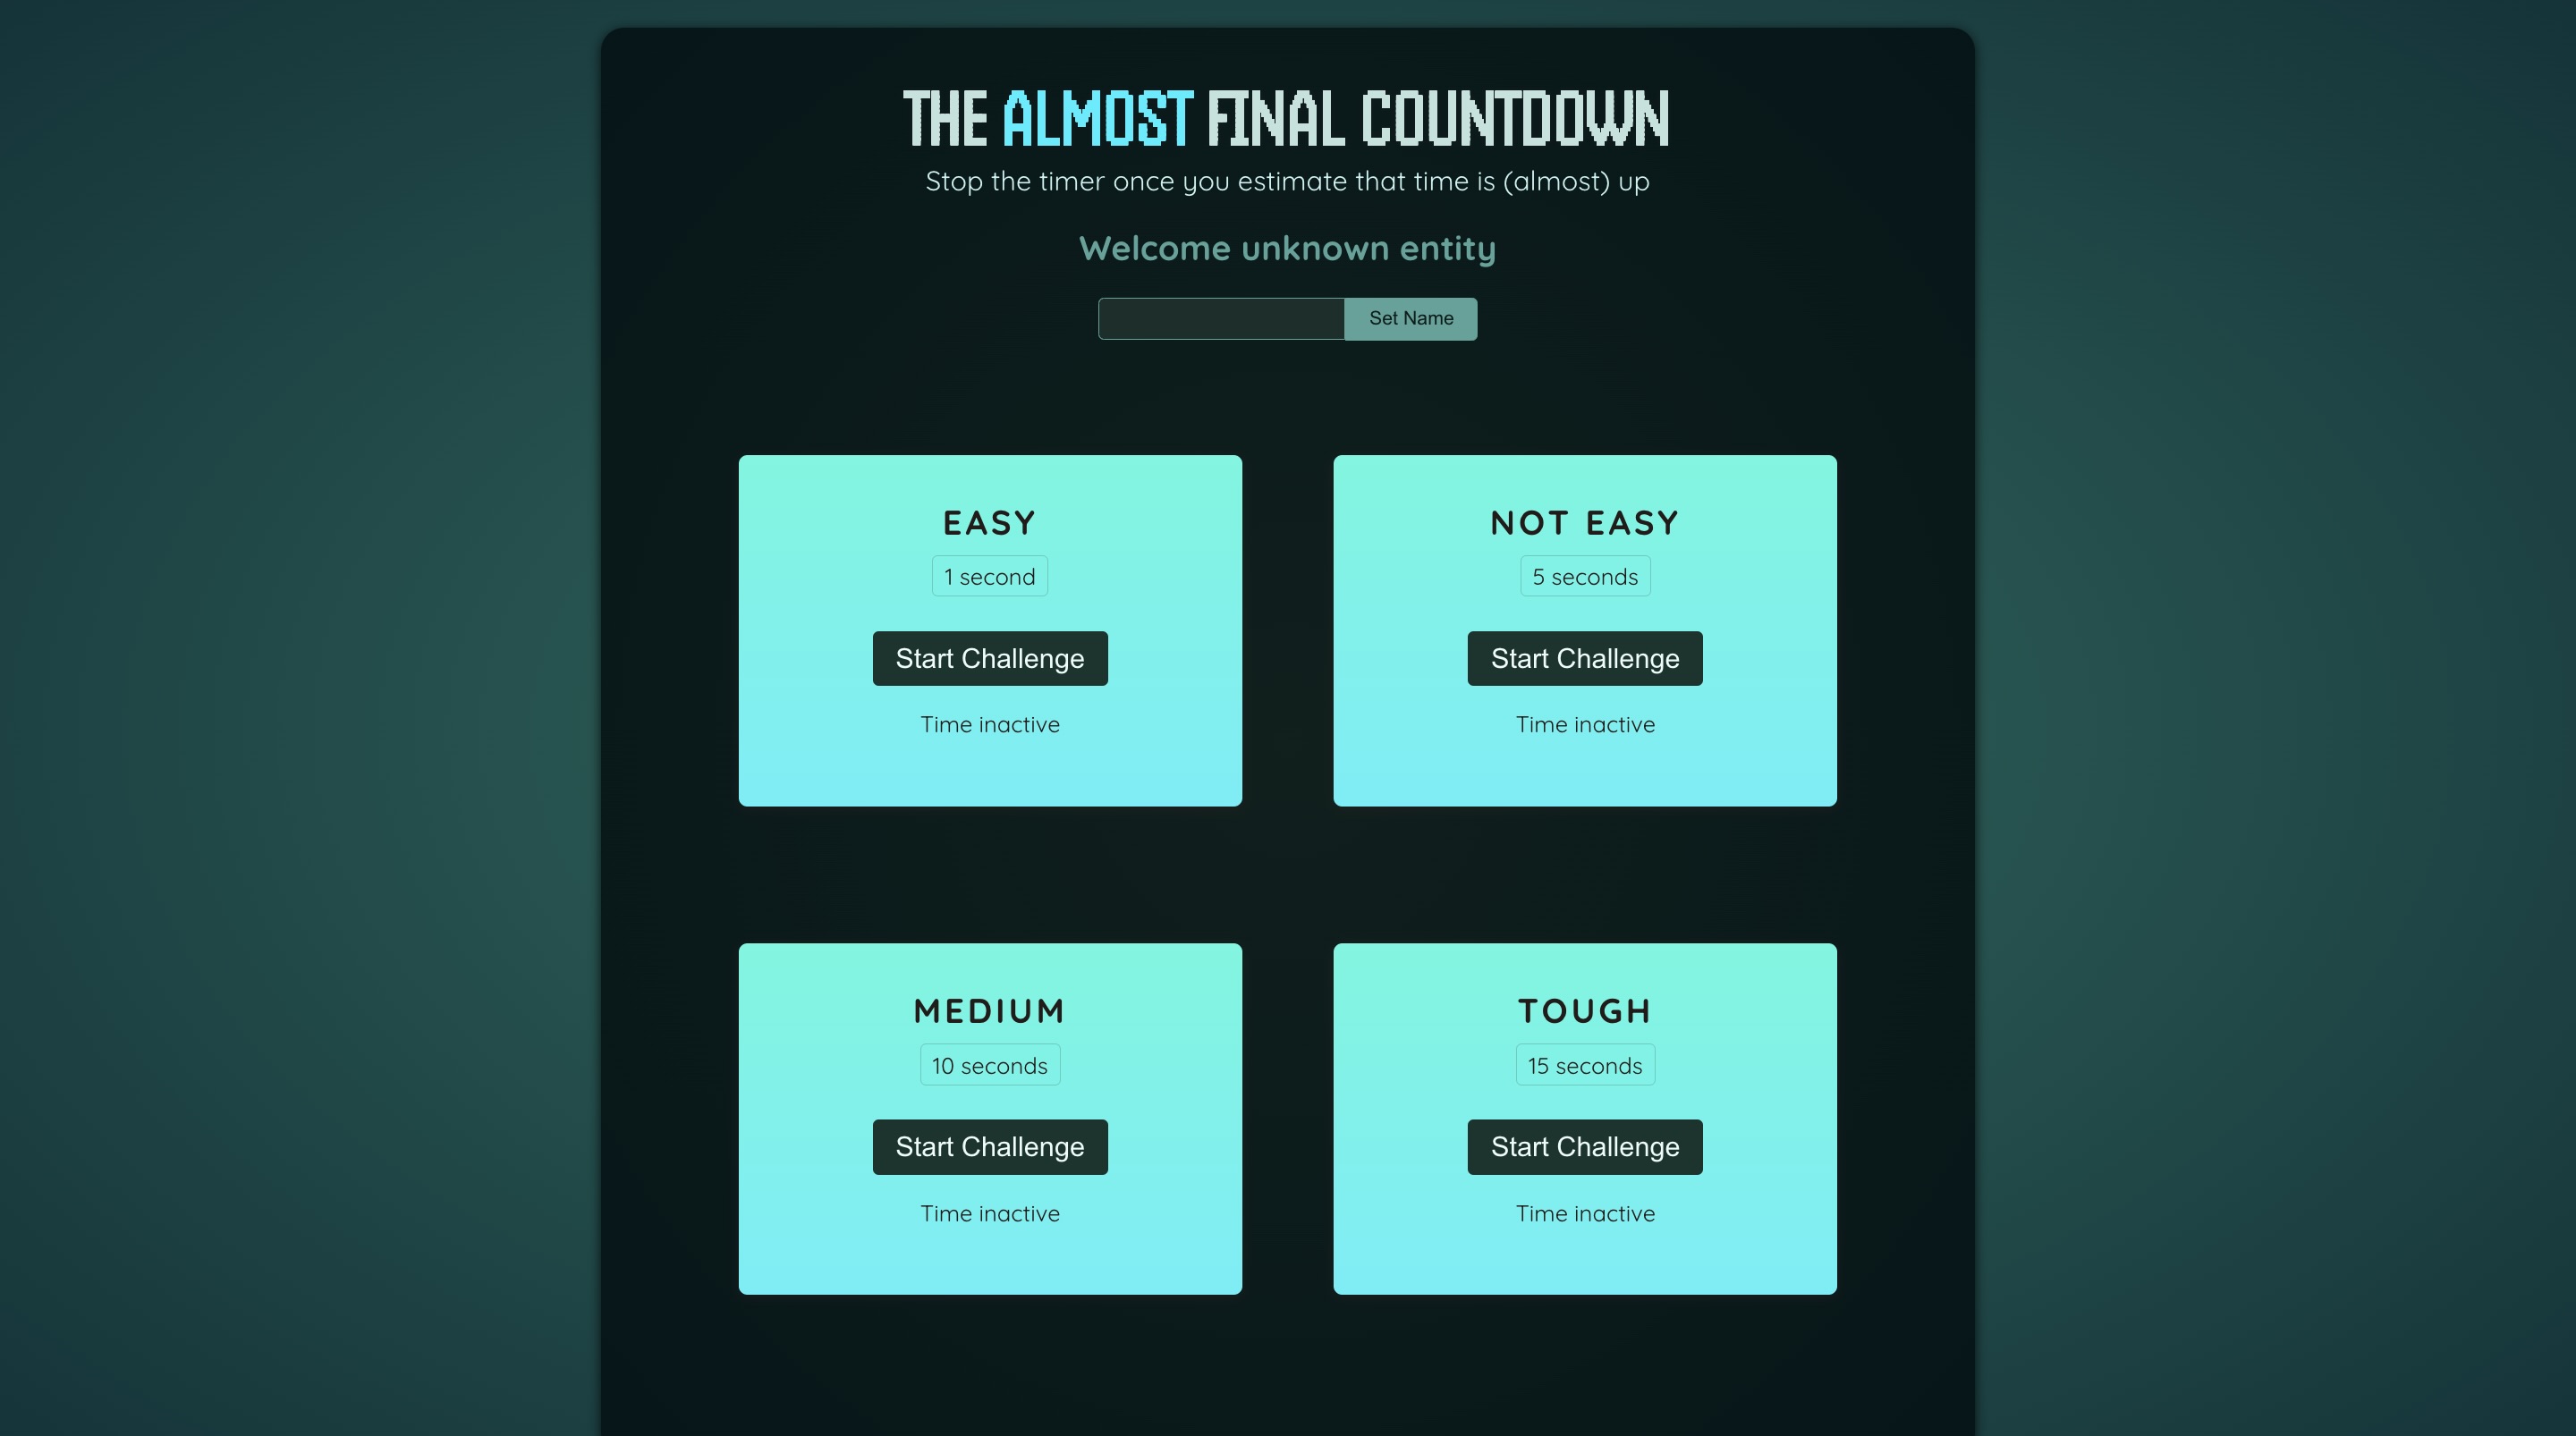 THE ALMOST FINAL COUNTDOWN
Stop the timer once you estimate that time is (almost) up
Welcome unknown entity
Set Name
EASY
1 second
Start Challenge
Time inactive
NOT EASY
5 seconds
Start Challenge
Time inactive
MEDIUM
10 seconds
Start Challenge
Time inactive
TOUGH
15 seconds
Start Challenge
Time inactive